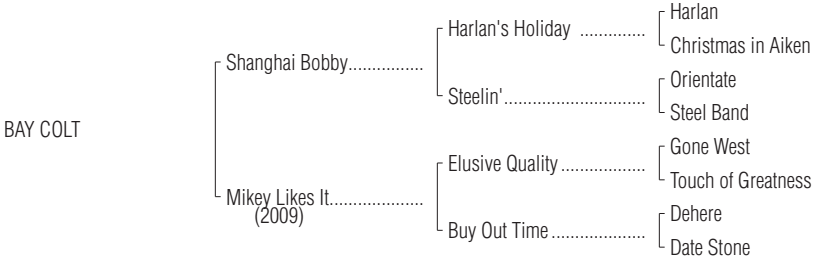 Harlan
Harlan's Holiday ..............
Christmas in Aiken
Shanghai Bobby................
Orientate
Steelin'..............................
Steel Band
BAY COLT
Gone West
Elusive Quality ..................
Touch of Greatness
Mikey Likes It....................
(2009)
Dehere
Buy Out Time ....................
Date Stone